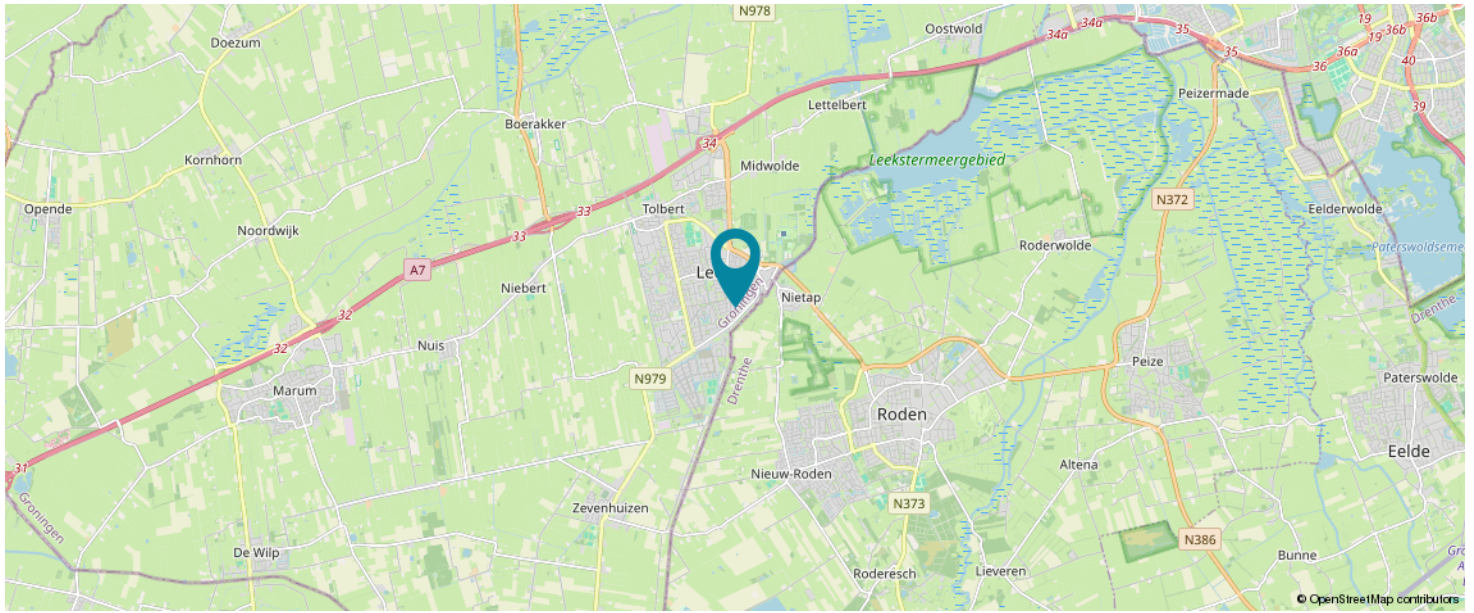 N978
Oostwold
34a
35
35
19
36b
36b
19
36a
36
40
39
Doezum
Peizermade
Lettelbert
Boerakker
34
Leekstermeergebied
Kornhorn
Midwolde
N372
Opende
Tolbert
33
33
Eelderwolde
Noordwijk
Roderwolde
A7
Niebert
Nietap
Groningen
Drenthe
32
32
Nuis
Peize
Marum
N979
Drenthe
Paterswolde
Roden
Eelde
31
Altena
Nieuw-Roden
Groningen
Zevenhuizen
N373
N386
De Wilp
Bunne
Roderesch
Lieveren
© OpenStreetMap contributors